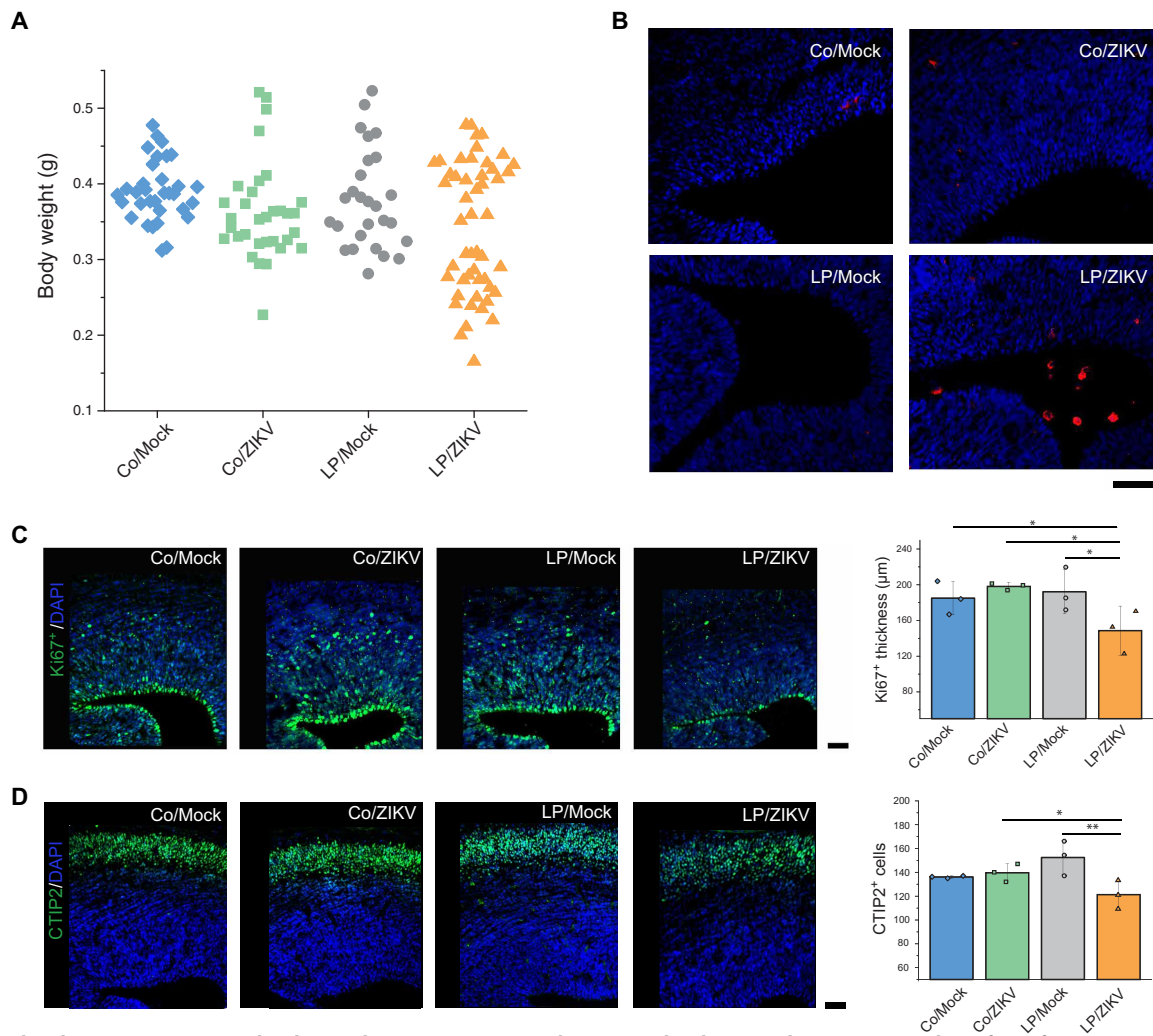 A
Body weight (g)
0.5
0.4
0.3
0.2
0.1
Co/Mock
Co/ZIKV
LP/Mock
LP/ZIKV
B
Co/Mock
Co/ZIKV
LP/Mock
LP/ZIKV
C
Ki67⁺/DAPI
Co/Mock
Co/ZIKV
LP/Mock
LP/ZIKV
Ki67⁺ thickness (μm)
240
200
160
120
80
*
*
*
Co/Mock
Co/ZIKV
LP/Mock
LP/ZIKV
D
CTIP2/DAPI
Co/Mock
Co/ZIKV
LP/Mock
LP/ZIKV
CTIP2⁺ cells
200
180
160
140
120
100
80
60
*
**
Co/Mock
Co/ZIKV
LP/Mock
LP/ZIKV